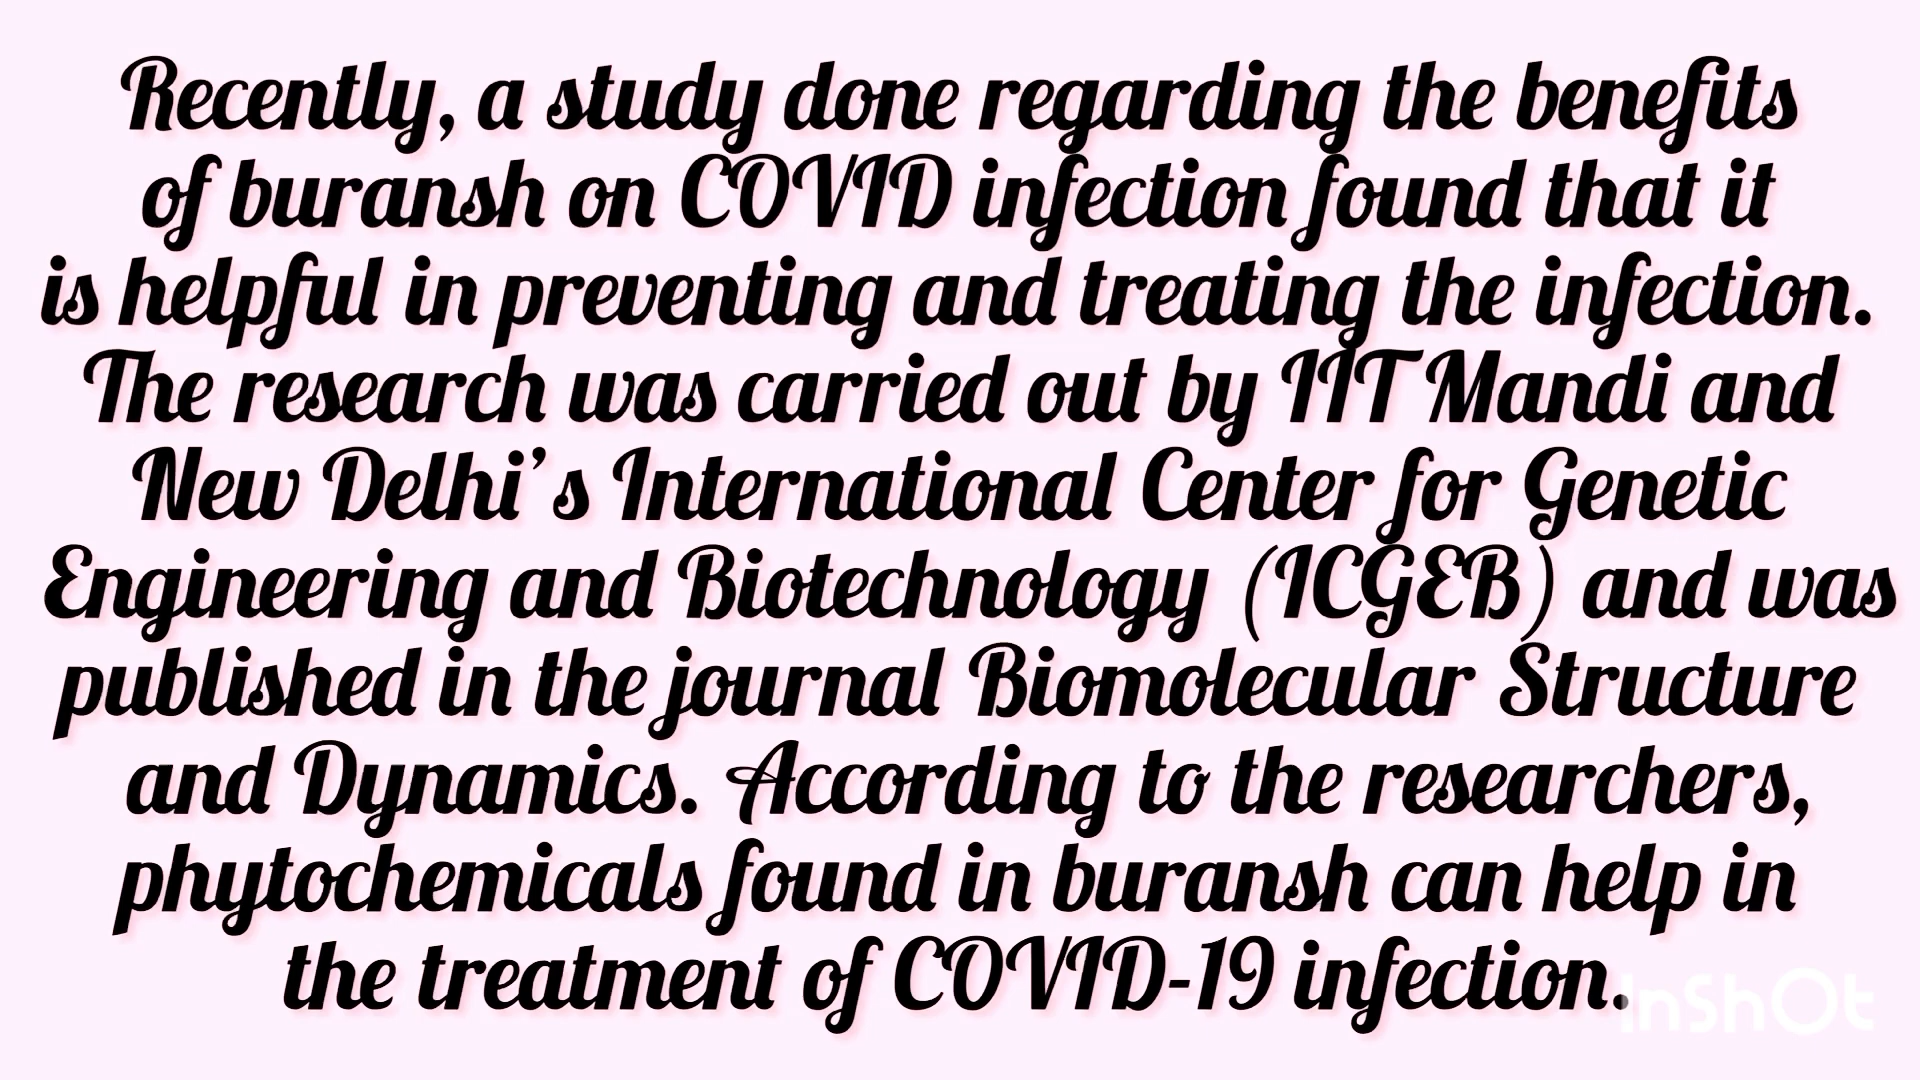 Recently, a study done regarding the benefits
of buransh on COVID infection found that it
is helpful in preventing and treating the infection.
The research was carried out by IIT Mandi and
New Delhi’s International Center for Genetic
Engineering and Biotechnology (ICGEB) and was
published in the journal Biomolecular Structure
and Dynamics. According to the researchers,
phytochemicals found in buransh can help in
the treatment of COVID-19 infection.
InShOt